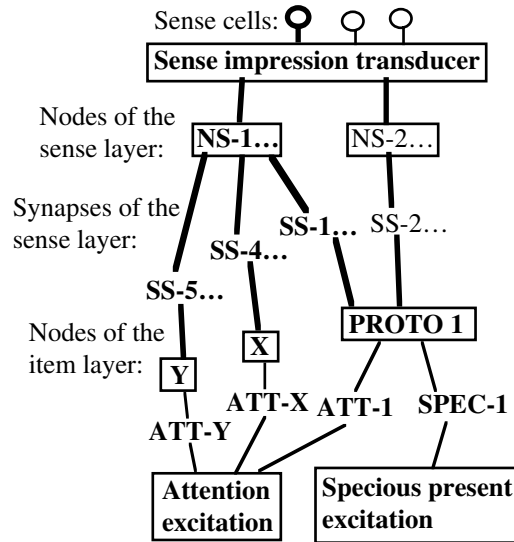 Sense cells:
Sense impression transducer
Nodes of the
sense layer:
NS-1…
NS-2…
Synapses of the
sense layer:
SS-1…
SS-2…
SS-4…
SS-5…
Nodes of the
item layer:
PROTO 1
X
Y
ATT-X
ATT-1
SPEC-1
ATT-Y
Attention
excitation
Specious present
excitation